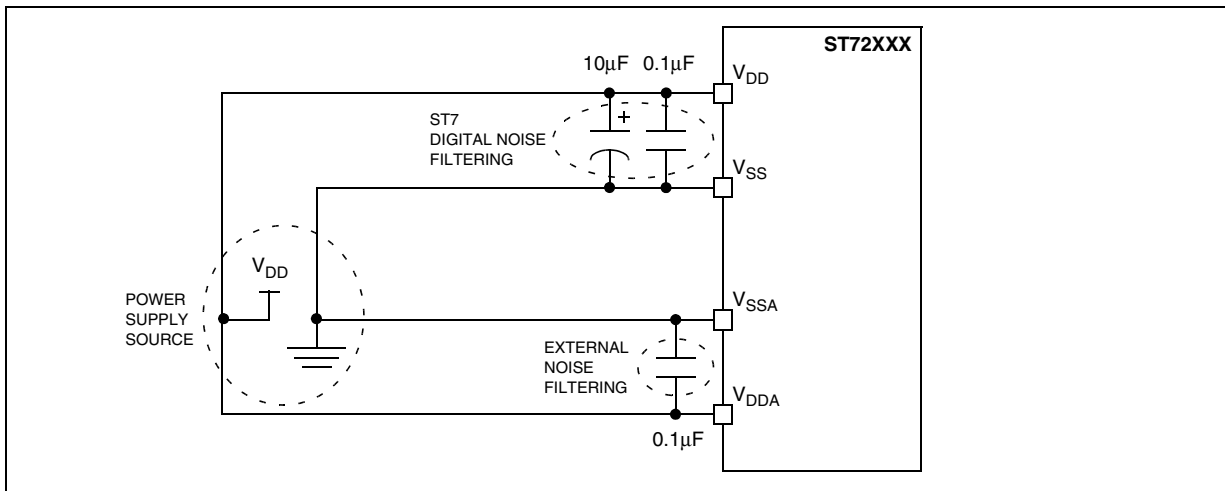 ST72XXX
10µF 0.1µF
VDD
ST7
DIGITAL NOISE
FILTERING
+
VSS
VDD
POWER
SUPPLY
SOURCE
VSSA
EXTERNAL
NOISE
FILTERING
VDDA
0.1µF